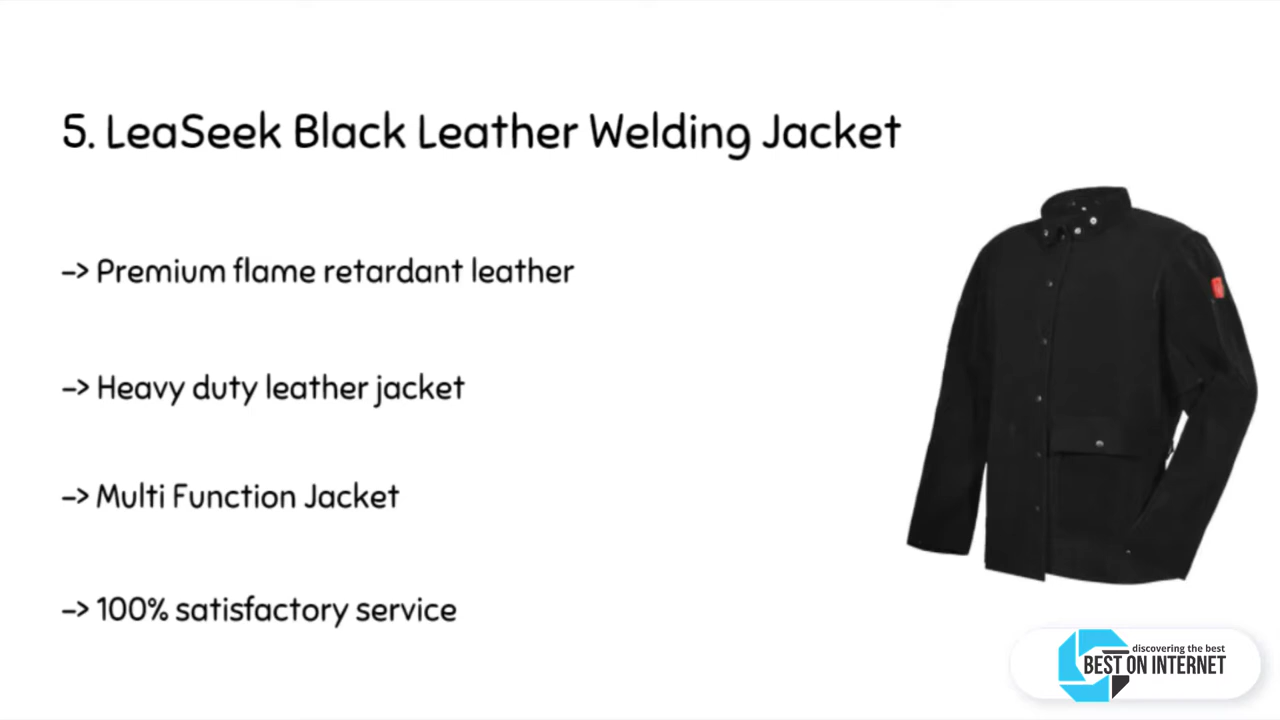 5. LeaSeek Black Leather Welding Jacket
-> Premium flame retardant leather
-> Heavy duty leather jacket
-> Multi Function Jacket
-> 100% satisfactory service
discovering the best
BEST ON INTERNET